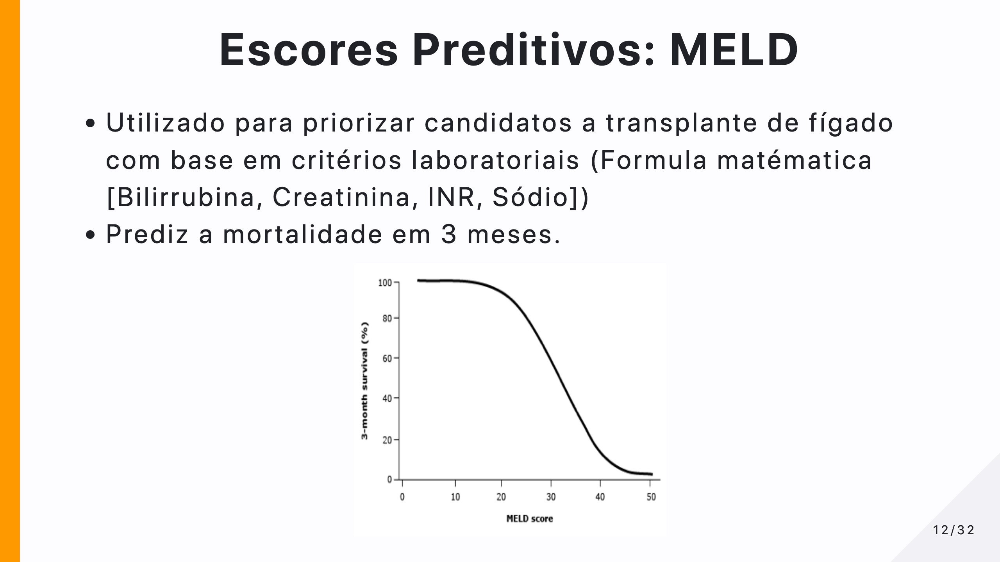 Escores Preditivos: MELD
• Utilizado para priorizar candidatos a transplante de fígado
com base em critérios laboratoriais (Formula matématica
[Bilirrubina, Creatinina, INR, Sódio])
• Prediz a mortalidade em 3 meses.
3-month survival (%)
100
80
60
40
20
0
0 10 20 30 40 50
MELD score
12/32